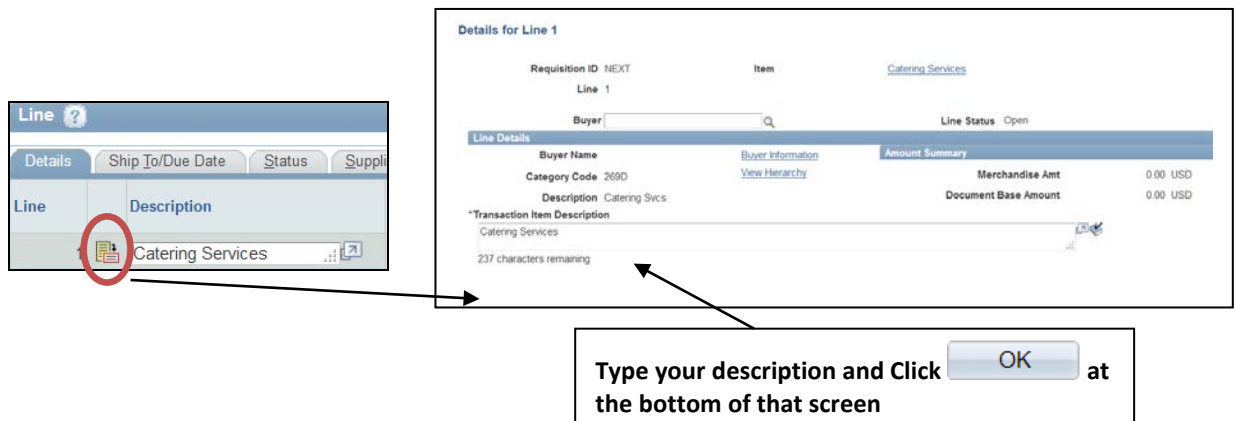 Details for Line 1
Requisition ID NEXT Item Catering Services
Line 1
Buyer Line Status Open
Line Details Amount Summary
Buyer Name Buyer Information
Category Code 269D View Hierarchy Merchandise Amt 0.00 USD
Description Catering Svcs Document Base Amount 0.00 USD
*Transaction Item Description
Catering Services
237 characters remaining
Line ?
Details Ship To/Due Date Status Suppli
Line Description
1 Catering Services
Type your description and Click OK at
the bottom of that screen